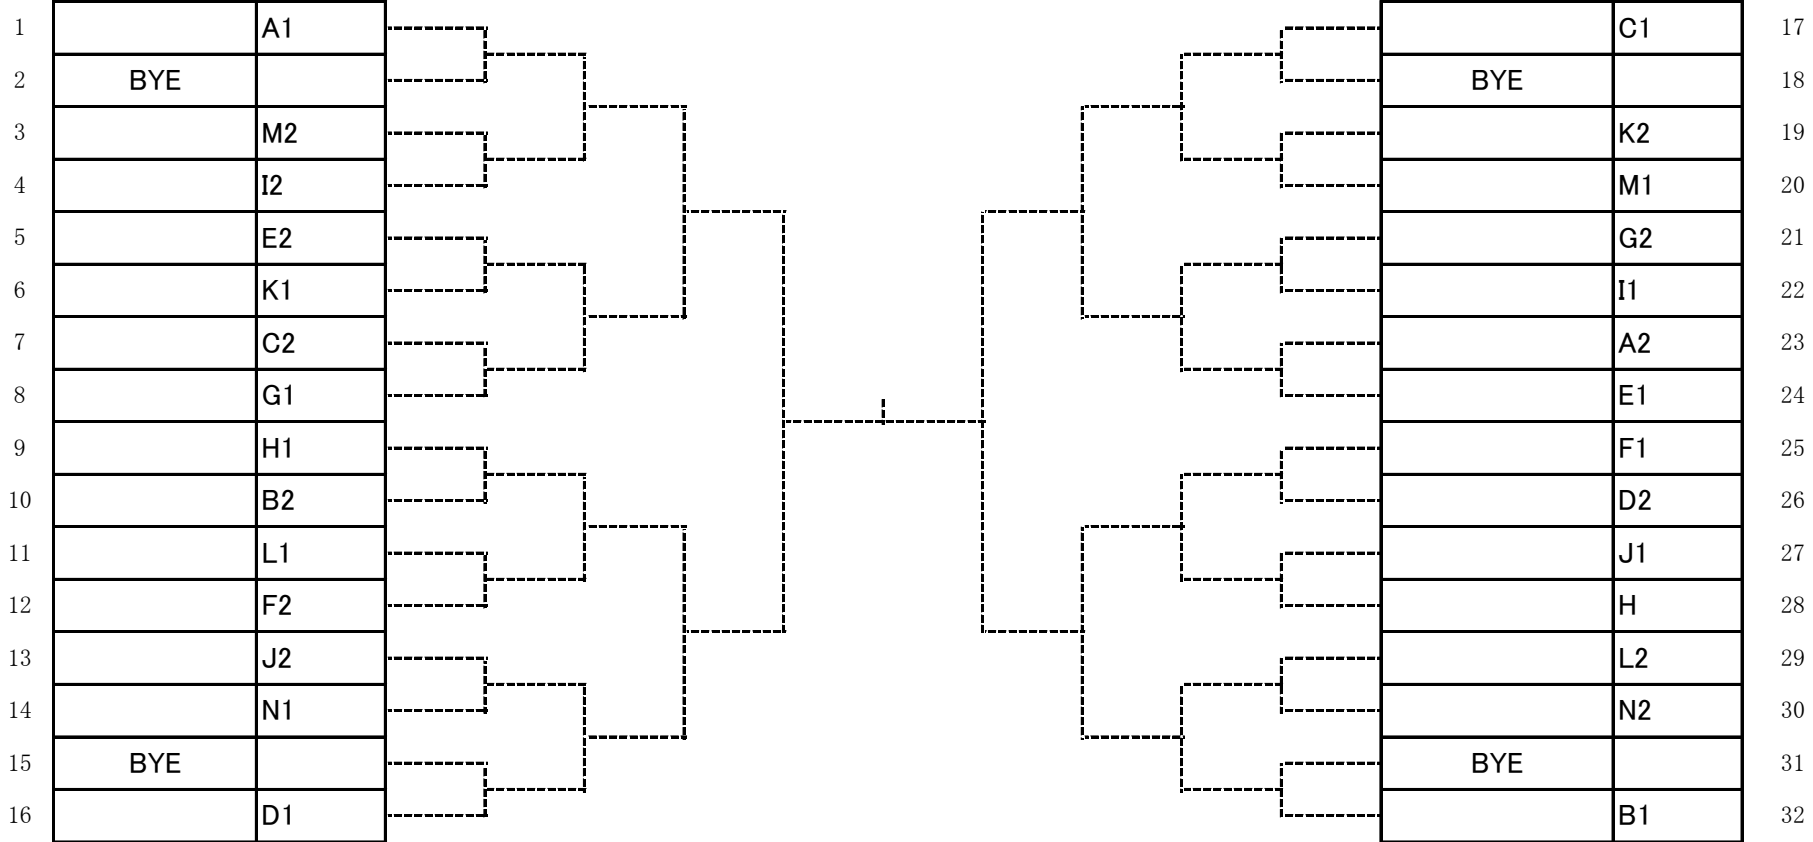 1 A1 C1 17
2 BYE BYE 18
3 M2 K2 19
4 I2 M1 20
5 E2 G2 21
6 K1 I1 22
7 C2 A2 23
8 G1 E1 24
9 H1 F1 25
10 B2 D2 26
11 L1 J1 27
12 F2 H 28
13 J2 L2 29
14 N1 N2 30
15 BYE BYE 31
16 D1 B1 32